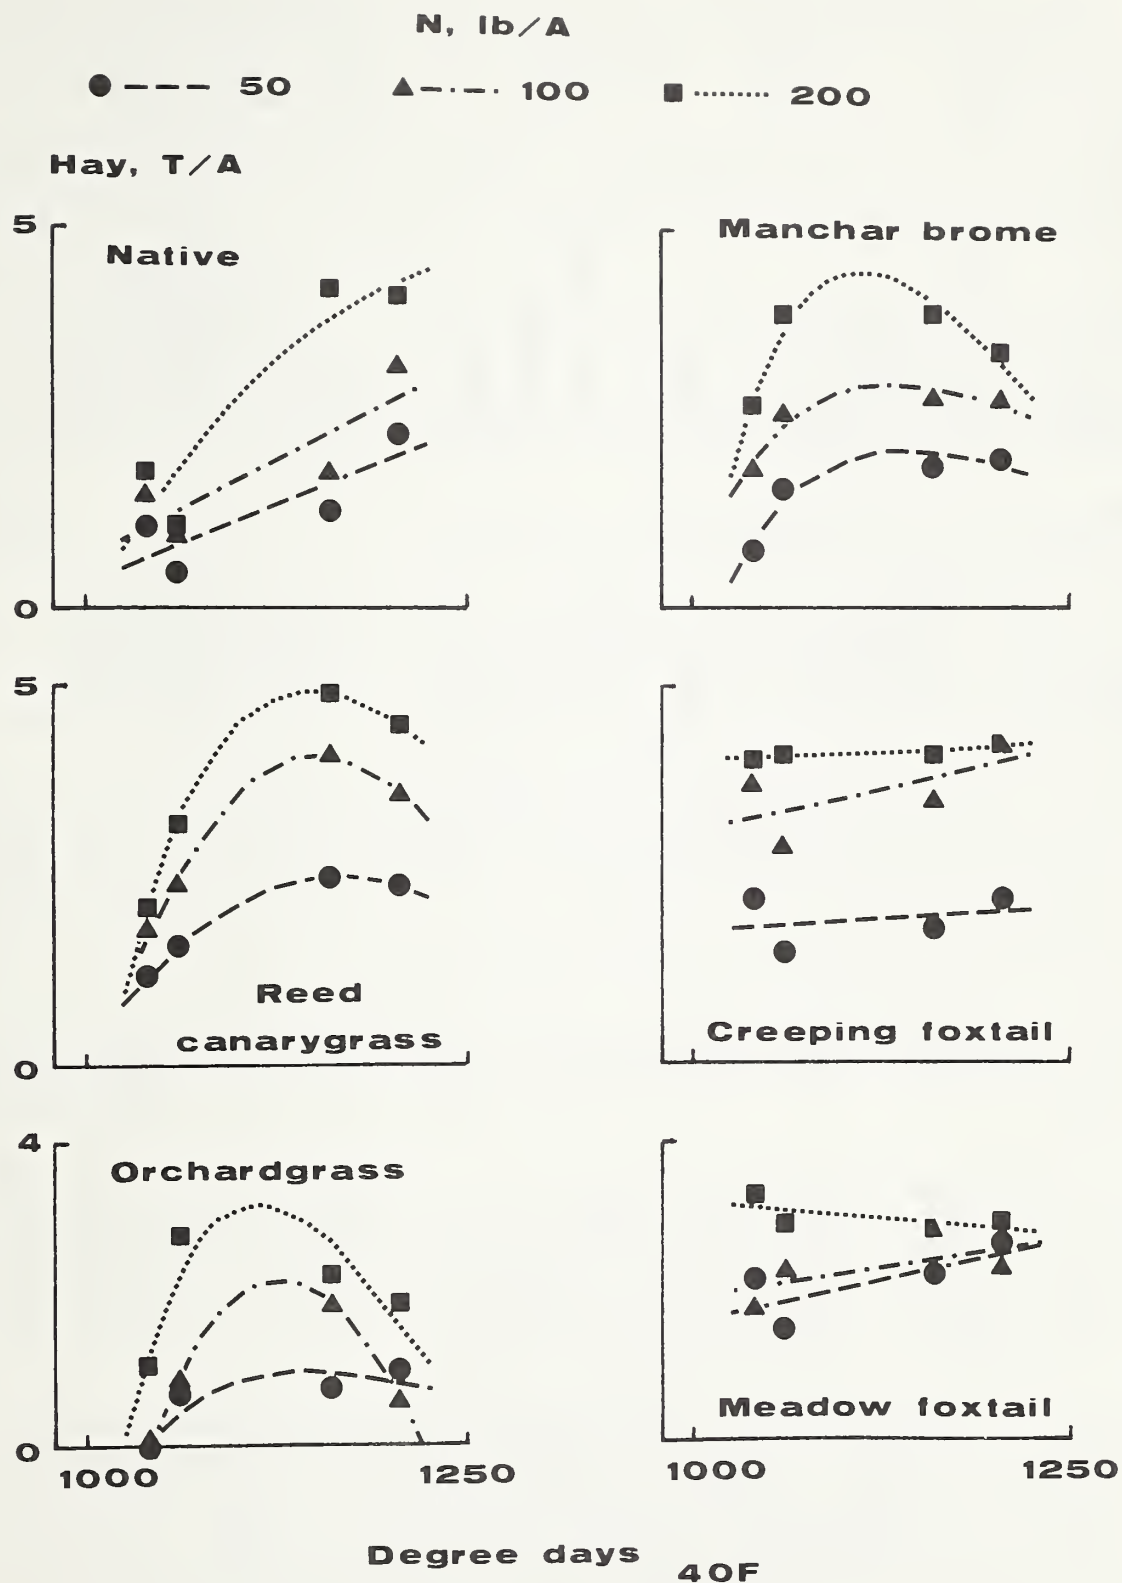 N, lb/A
50 100 200
Hay, T/A
5
Native
Manchar brome
0
5
Reed
canarygrass
Creeping foxtail
0
4
Orchardgrass
Meadow foxtail
0
1000 1250 1000 1250
Degree days 40F